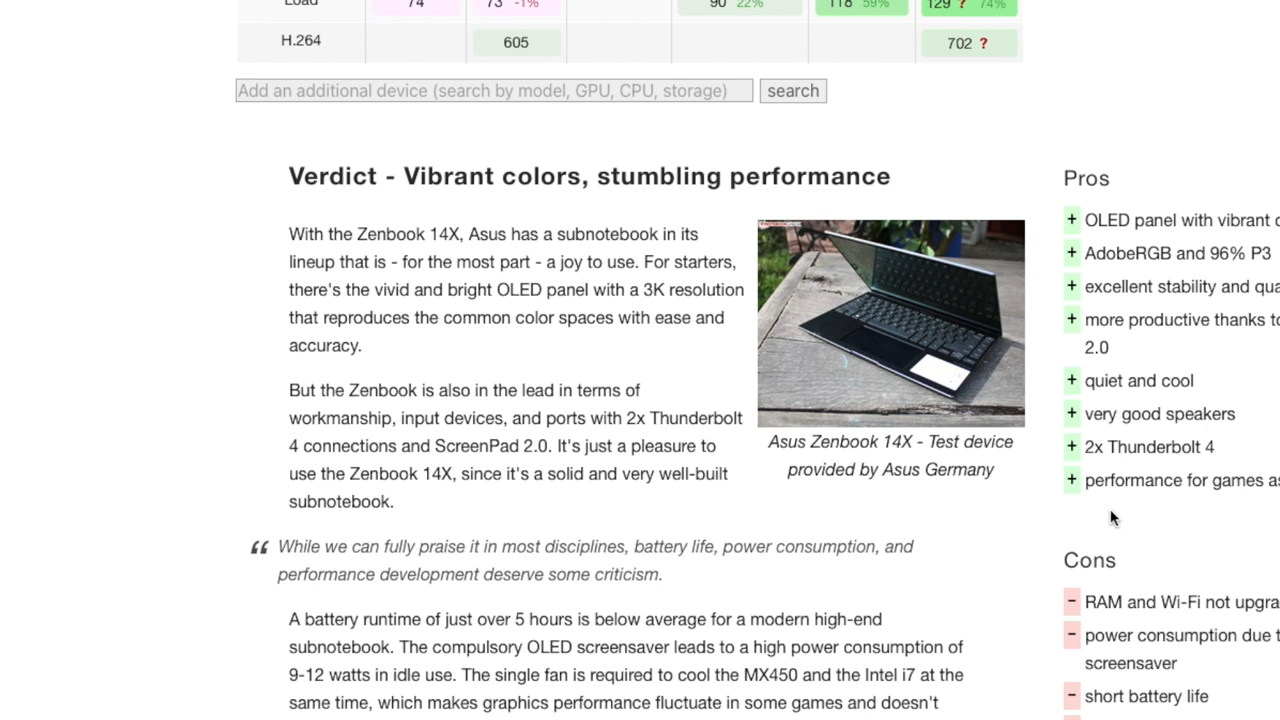 Load 74 73 -1% 90 22% 118 59% 129 ? 74%
H.264 605 702 ?
Add an additional device (search by model, GPU, CPU, storage) search
Verdict - Vibrant colors, stumbling performance
With the Zenbook 14X, Asus has a subnotebook in its
lineup that is - for the most part - a joy to use. For starters,
there's the vivid and bright OLED panel with a 3K resolution
that reproduces the common color spaces with ease and
accuracy.
But the Zenbook is also in the lead in terms of
workmanship, input devices, and ports with 2x Thunderbolt
4 connections and ScreenPad 2.0. It's just a pleasure to
use the Zenbook 14X, since it's a solid and very well-built
subnotebook.
Asus Zenbook 14X - Test device
provided by Asus Germany
“ While we can fully praise it in most disciplines, battery life, power consumption, and
performance development deserve some criticism.
A battery runtime of just over 5 hours is below average for a modern high-end
subnotebook. The compulsory OLED screensaver leads to a high power consumption of
9-12 watts in idle use. The single fan is required to cool the MX450 and the Intel i7 at the
same time, which makes graphics performance fluctuate in some games and doesn't
Pros
+ OLED panel with vibrant
+ AdobeRGB and 96% P3
+ excellent stability and
+ more productive thanks
2.0
+ quiet and cool
+ very good speakers
+ 2x Thunderbolt 4
+ performance for games
Cons
- RAM and Wi-Fi not
- power consumption due
screensaver
- short battery life